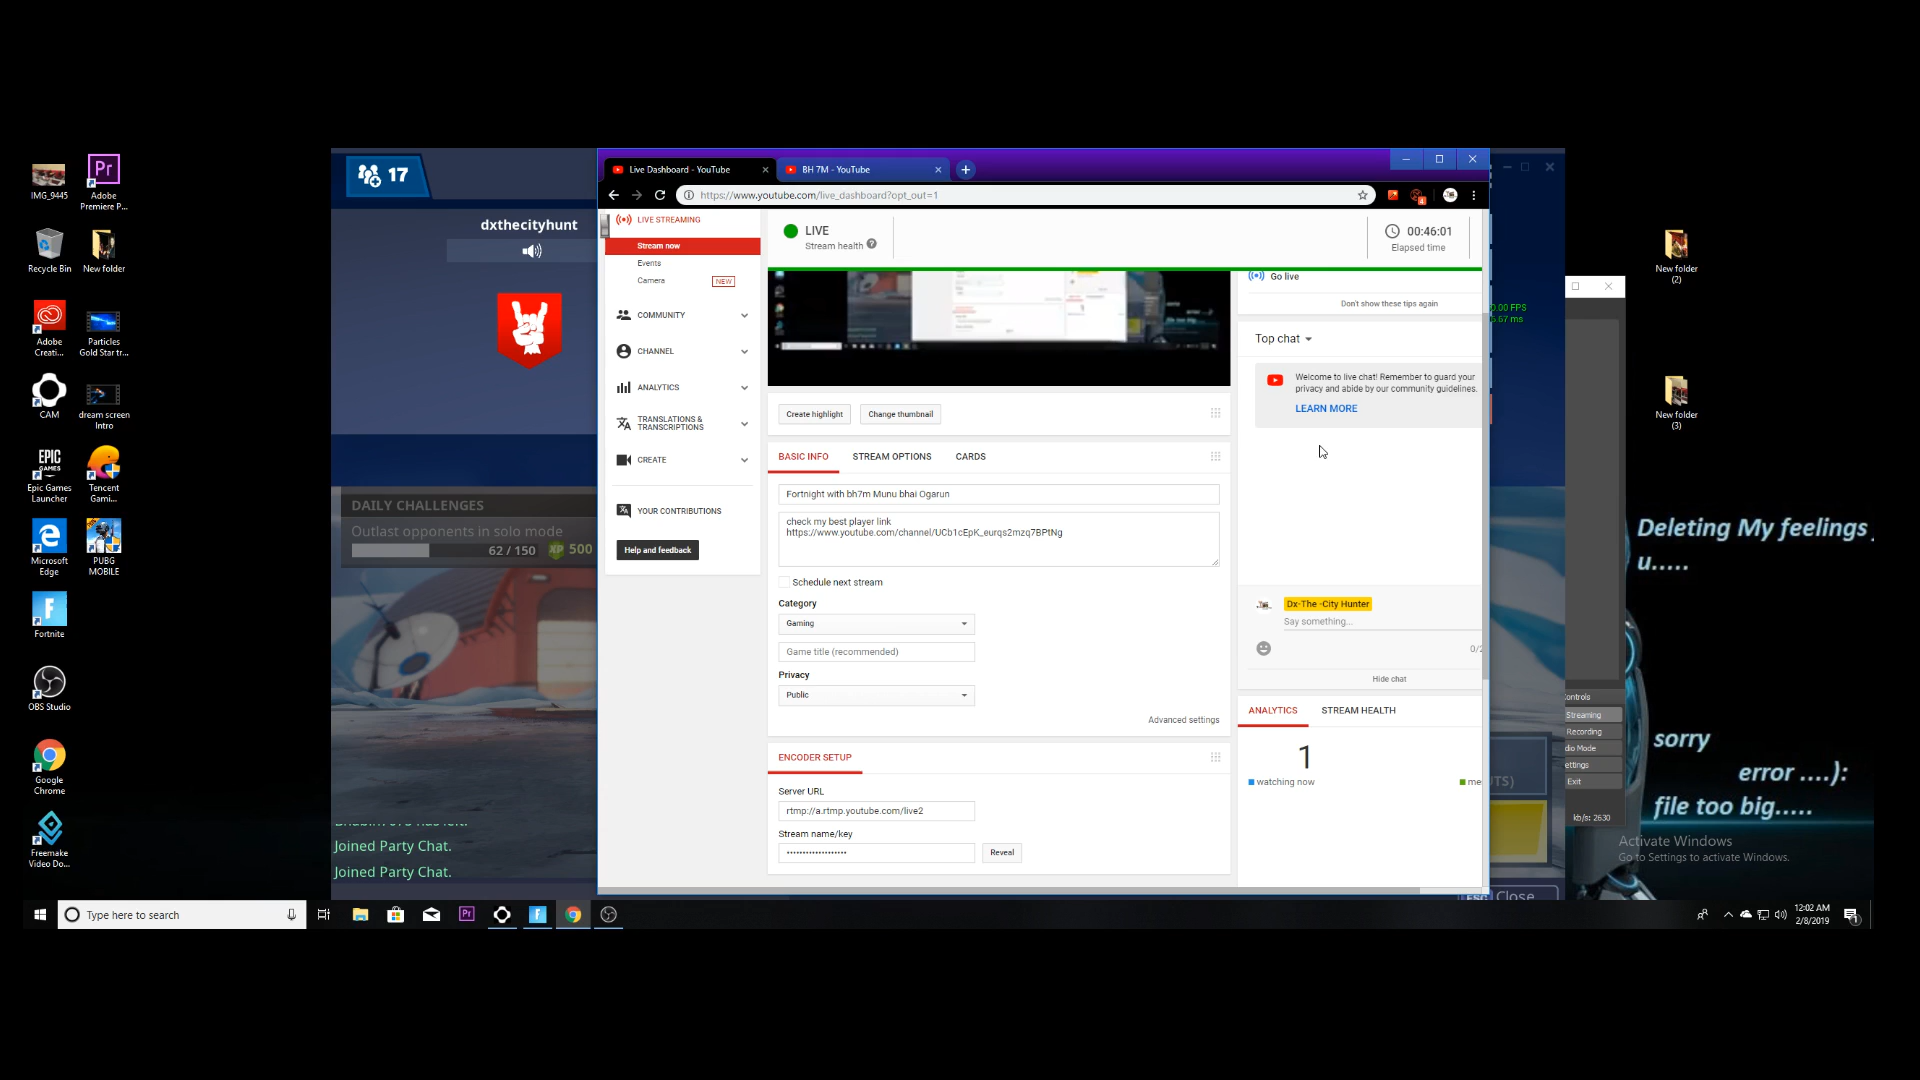 IMG_9445
Pr
Adobe
Premiere P...
Recycle Bin
New folder
Adobe
Creati...
Particles
Gold Star tr...
CAM
dream screen
Intro
EPIC
GAMES
Epic Games
Launcher
Tencent
Gami...
Microsoft
Edge
PUBG
MOBILE
Fortnite
OBS Studio
Google
Chrome
Freemake
Video Do...
17
dxthecityhunt
DAILY CHALLENGES
Outlast opponents in solo mode
62 / 150
XP 500
Joined Party Chat.
Joined Party Chat.
Live Dashboard - YouTube
BH 7M - YouTube
https://www.youtube.com/live_dashboard?opt_out=1
LIVE STREAMING
Stream now
Events
Camera
NEW
COMMUNITY
CHANNEL
ANALYTICS
TRANSLATIONS &
TRANSCRIPTIONS
CREATE
YOUR CONTRIBUTIONS
Help and feedback
LIVE
Stream health
00:46:01
Elapsed time
Create highlight
Change thumbnail
BASIC INFO
STREAM OPTIONS
CARDS
Fortnight with bh7m Munu bhai Ogarun
check my best player link
https://www.youtube.com/channel/UCb1cEpK_eurqs2mzq7BPtNg
Schedule next stream
Category
Gaming
Game title (recommended)
Privacy
Public
Advanced settings
ENCODER SETUP
Server URL
rtmp://a.rtmp.youtube.com/live2
Stream name/key
Reveal
Go live
Don't show these tips again
Top chat
Welcome to live chat! Remember to guard your
privacy and abide by our community guidelines.
LEARN MORE
Dx-The -City Hunter
Say something...
Hide chat
ANALYTICS
STREAM HEALTH
1
watching now
Streaming
Recording
Exit
kb/s: 2630
Close
New folder
(2)
New folder
(3)
Deleting My feelings
u.....
sorry
error ....):
file too big.....
Activate Windows
Go to Settings to activate Windows.
Type here to search
12:02 AM
2/8/2019